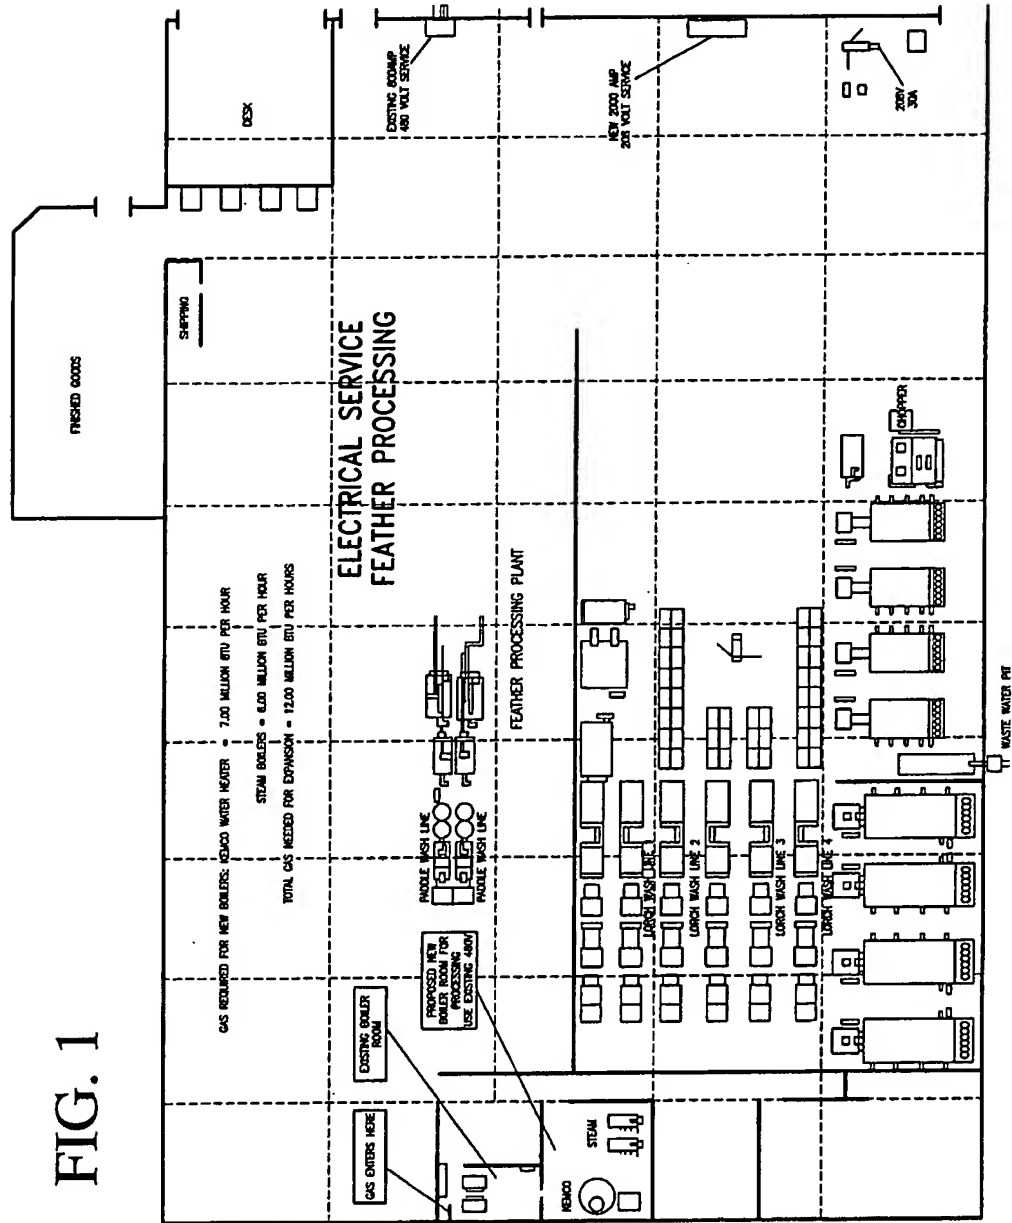 FIG. 1
GAS REQUIRED FOR NEW BOILERS: KEMCO WATER HEATER = 7.00 MILLION BTU PER HOUR
STEAM BOILERS = 6.00 MILLION BTU PER HOUR
TOTAL GAS NEEDED FOR EXPANSION = 12.00 MILLION BTU PER HOURS
FINISHED GOODS
SHIPPING
DESK
ELECTRICAL SERVICE
FEATHER PROCESSING
EXISTING 800AMP
480 VOLT SERVICE
GAS ENTERS HERE
EXISTING BOILER
ROOM
PROPOSED NEW
BOILER ROOM FOR
PROCESSING
USE EXISTING 480V
PADDLE WASH LINE
PADDLE WASH LINE
FEATHER PROCESSING PLANT
NEW 2000 AMP
208 VOLT SERVICE
KEMCO
STEAM
LORCH WASH LINE 1
LORCH WASH LINE 2
LORCH WASH LINE 3
LORCH WASH LINE 4
208V
30A
CHOPPER
WASTE WATER PIT